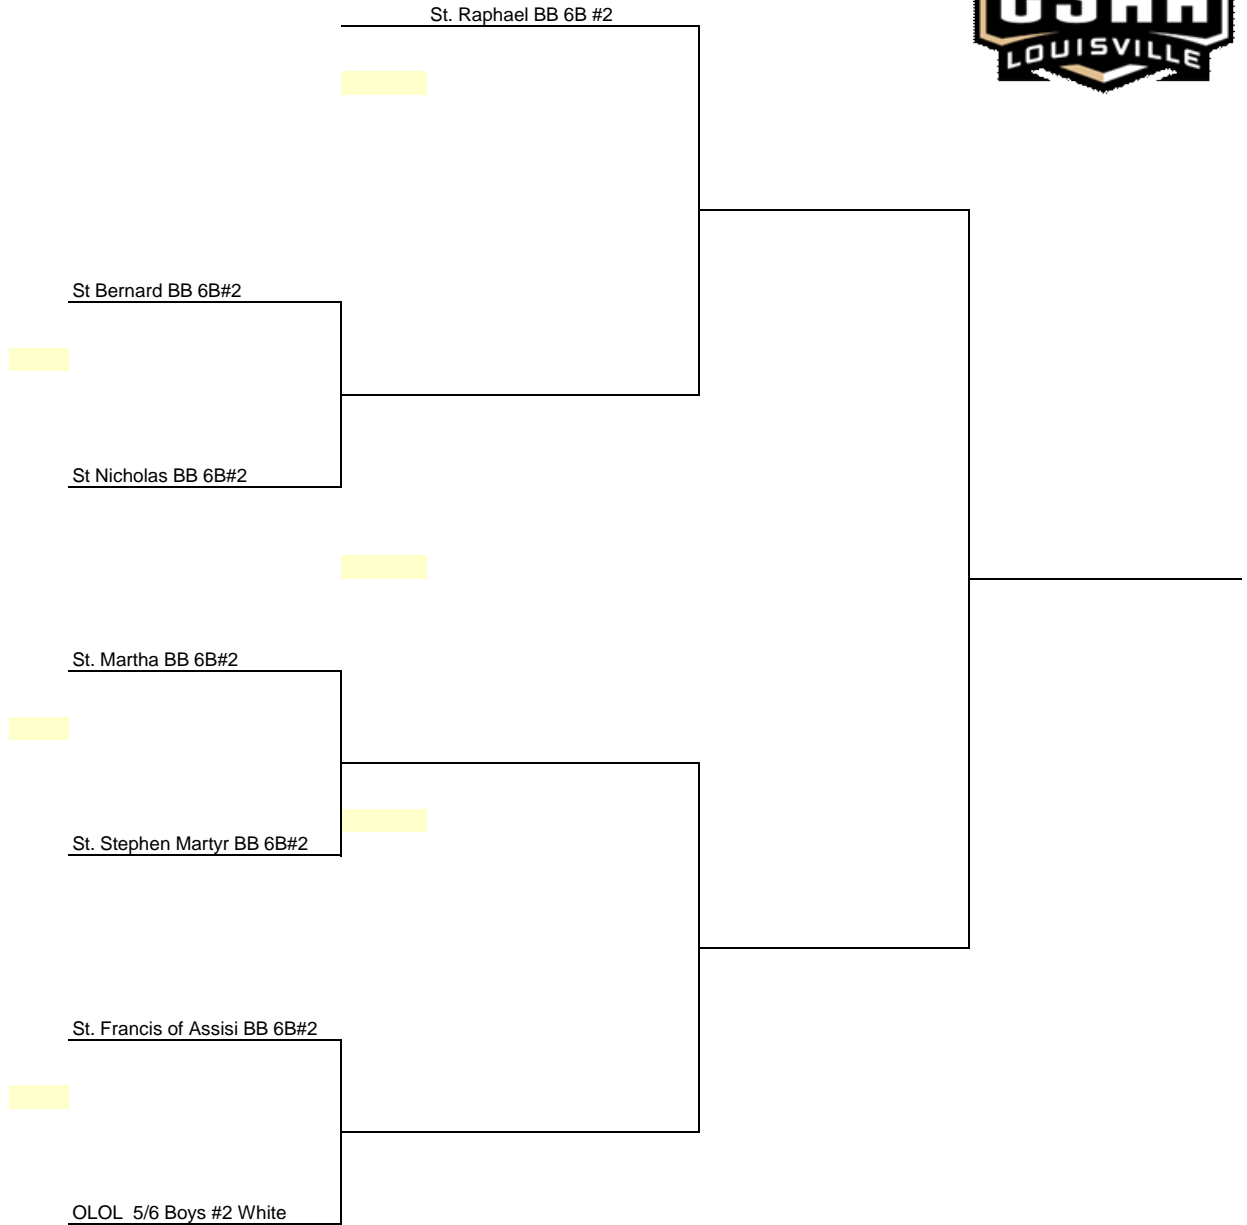 St. Raphael BB 6B #2
CSAA
LOUISVILLE
St Bernard BB 6B#2
St Nicholas BB 6B#2
St. Martha BB 6B#2
St. Stephen Martyr BB 6B#2
St. Francis of Assisi BB 6B#2
OLOL  5/6 Boys #2 White